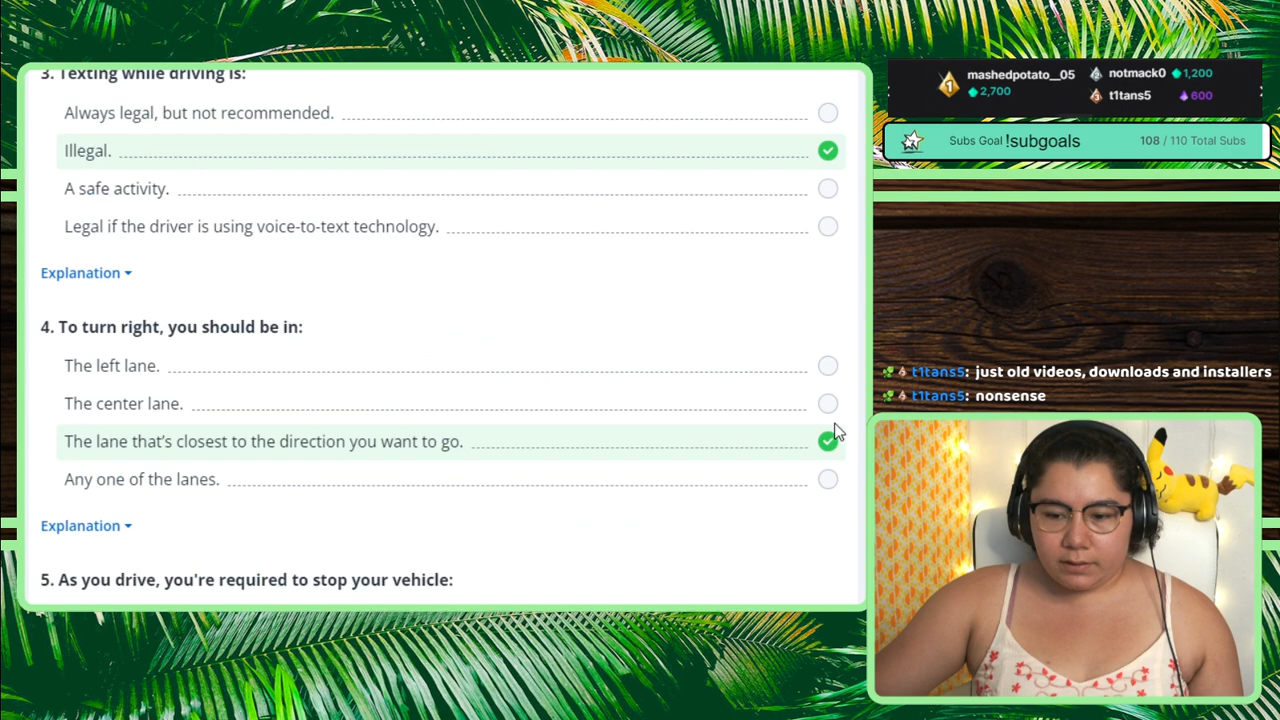 3. Texting while driving is:
Always legal, but not recommended.
Illegal.
A safe activity.
Legal if the driver is using voice-to-text technology.
Explanation
4. To turn right, you should be in:
The left lane.
The center lane.
The lane that's closest to the direction you want to go.
Any one of the lanes.
Explanation
5. As you drive, you're required to stop your vehicle:
1 mashedpotato__05
2,700
2 notmack0 1,200
3 t1tans5 600
Subs Goal !subgoals 108 / 110 Total Subs
t1tans5: just old videos, downloads and installers
t1tans5: nonsense